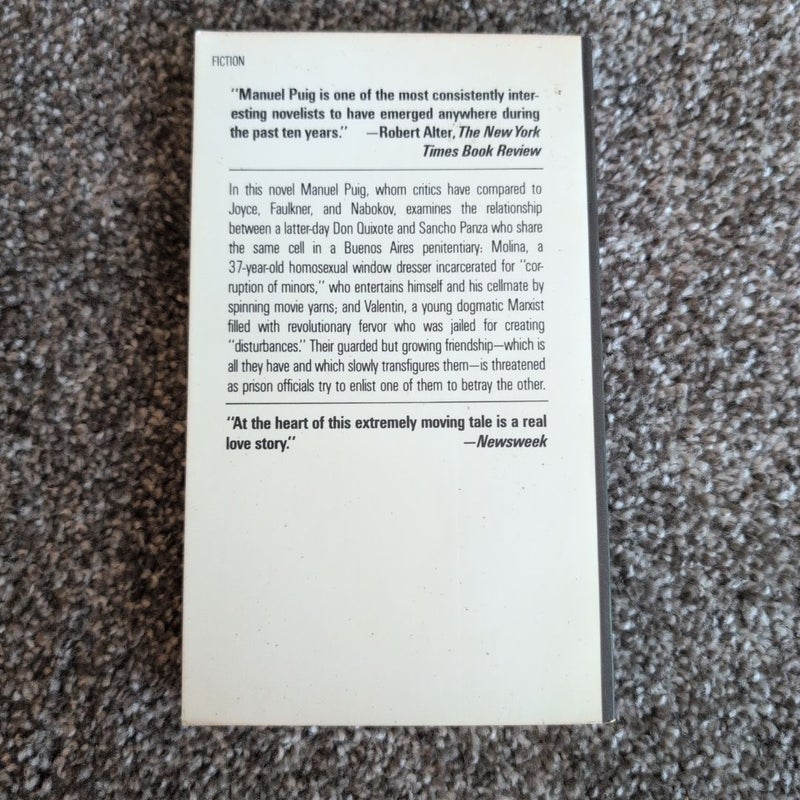 FICTION
"Manuel Puig is one of the most consistently inter-
esting novelists to have emerged anywhere during
the past ten years." —Robert Alter, The New York
Times Book Review
In this novel Manuel Puig, whom critics have compared to
Joyce, Faulkner, and Nabokov, examines the relationship
between a latter-day Don Quixote and Sancho Panza who share
the same cell in a Buenos Aires penitentiary: Molina, a
37-year-old homosexual window dresser incarcerated for "cor-
ruption of minors," who entertains himself and his cellmate by
spinning movie yarns; and Valentin, a young dogmatic Marxist
filled with revolutionary fervor who was jailed for creating
"disturbances." Their guarded but growing friendship—which is
all they have and which slowly transfigures them—is threatened
as prison officials try to enlist one of them to betray the other.
"At the heart of this extremely moving tale is a real
love story." —Newsweek